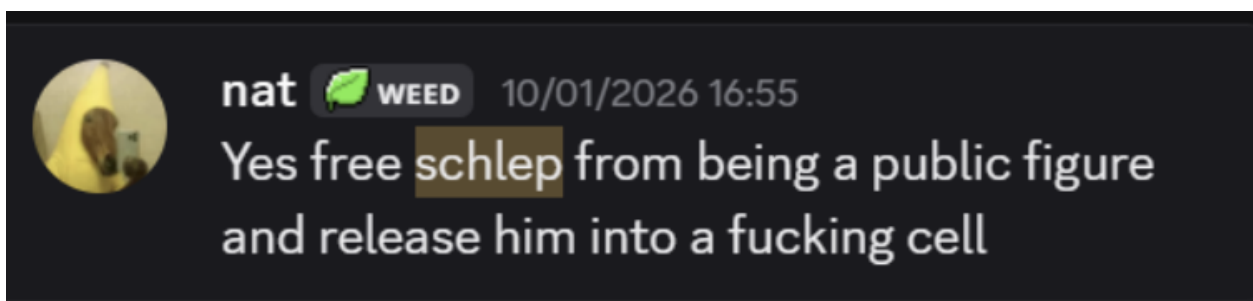 nat WEED 10/01/2026 16:55
Yes free schlep from being a public figure
and release him into a fucking cell